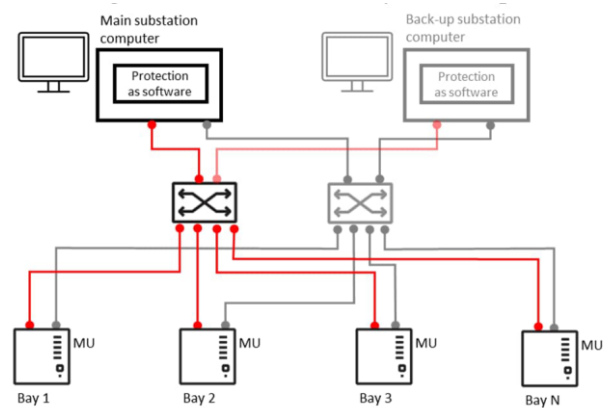 Main substation
computer
Back-up substation
computer
Protection
as software
Protection
as software
MU
MU
MU
MU
Bay 1
Bay 2
Bay 3
Bay N